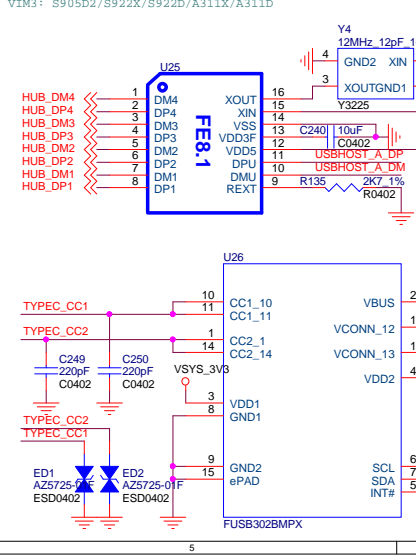 VIM3: S905D2/S922X/S922D/A311X/A311D
Y4
12MHz_12pF_1
4 GND2 XIN
3 XOUT GND1
Y3225
U25
FE8.1
HUB_DM4 1 DM4 XOUT 16
HUB_DP4 2 DP4 XIN 15
HUB_DM3 3 DM3 VSS 14
HUB_DP3 4 DP3 VDD3F 13 C240 10uF
HUB_DM2 5 DM2 VDD5 12 C0402
HUB_DP2 6 DP2 DPU 11 USBHOST_A_DP
HUB_DM1 7 DM1 DMU 10 USBHOST_A_DM
HUB_DP1 8 DP1 REXT 9 R135 2K7_1%
R0402
U26
TYPEC_CC1 10 CC1_10 VBUS 2
11 CC1_11
TYPEC_CC2 1 CC2_1 VCONN_12 1
14 CC2_14 VCONN_13 1
C249 C250
220pF 220pF
C0402 C0402
VSYS_3V3
VDD2 4
3 VDD1
8 GND1
TYPEC_CC2
TYPEC_CC1
9 GND2 SCL 6
15 ePAD SDA 7
INT# 5
ED1 ED2
AZ5725-01F AZ5725-01F
ESD0402 ESD0402
FUSB302BMPX
5